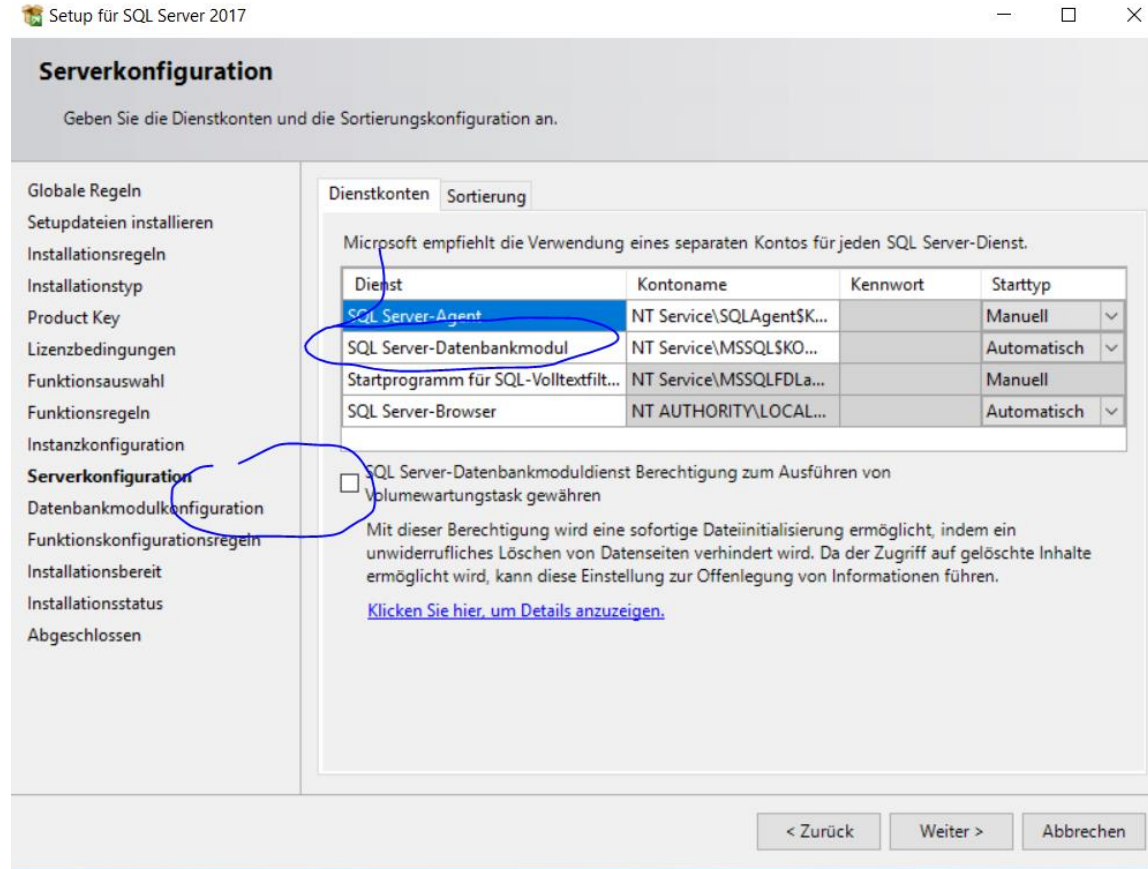 Setup für SQL Server 2017
Serverkonfiguration
Geben Sie die Dienstkonten und die Sortierungskonfiguration an.
Globale Regeln
Setupdateien installieren
Installationsregeln
Installationstyp
Product Key
Lizenzbedingungen
Funktionsauswahl
Funktionsregeln
Instanzkonfiguration
Serverkonfiguration
Datenbankmodulkonfiguration
Funktionskonfigurationsregeln
Installationsbereit
Installationsstatus
Abgeschlossen
Dienstkonten Sortierung
Microsoft empfiehlt die Verwendung eines separaten Kontos für jeden SQL Server-Dienst.
Dienst Kontoname Kennwort Starttyp
SQL Server-Agent NT Service\SQLAgent$K... Manuell
SQL Server-Datenbankmodul NT Service\MSSQL$KO... Automatisch
Startprogramm für SQL-Volltextfilt... NT Service\MSSQLFDLa... Manuell
SQL Server-Browser NT AUTHORITY\LOCAL... Automatisch
SQL Server-Datenbankmoduldienst Berechtigung zum Ausführen von
Volumewartungstask gewähren
Mit dieser Berechtigung wird eine sofortige Dateiinitialisierung ermöglicht, indem ein
unwiderrufliches Löschen von Datenseiten verhindert wird. Da der Zugriff auf gelöschte Inhalte
ermöglicht wird, kann diese Einstellung zur Offenlegung von Informationen führen.
Klicken Sie hier, um Details anzuzeigen.
< Zurück Weiter > Abbrechen